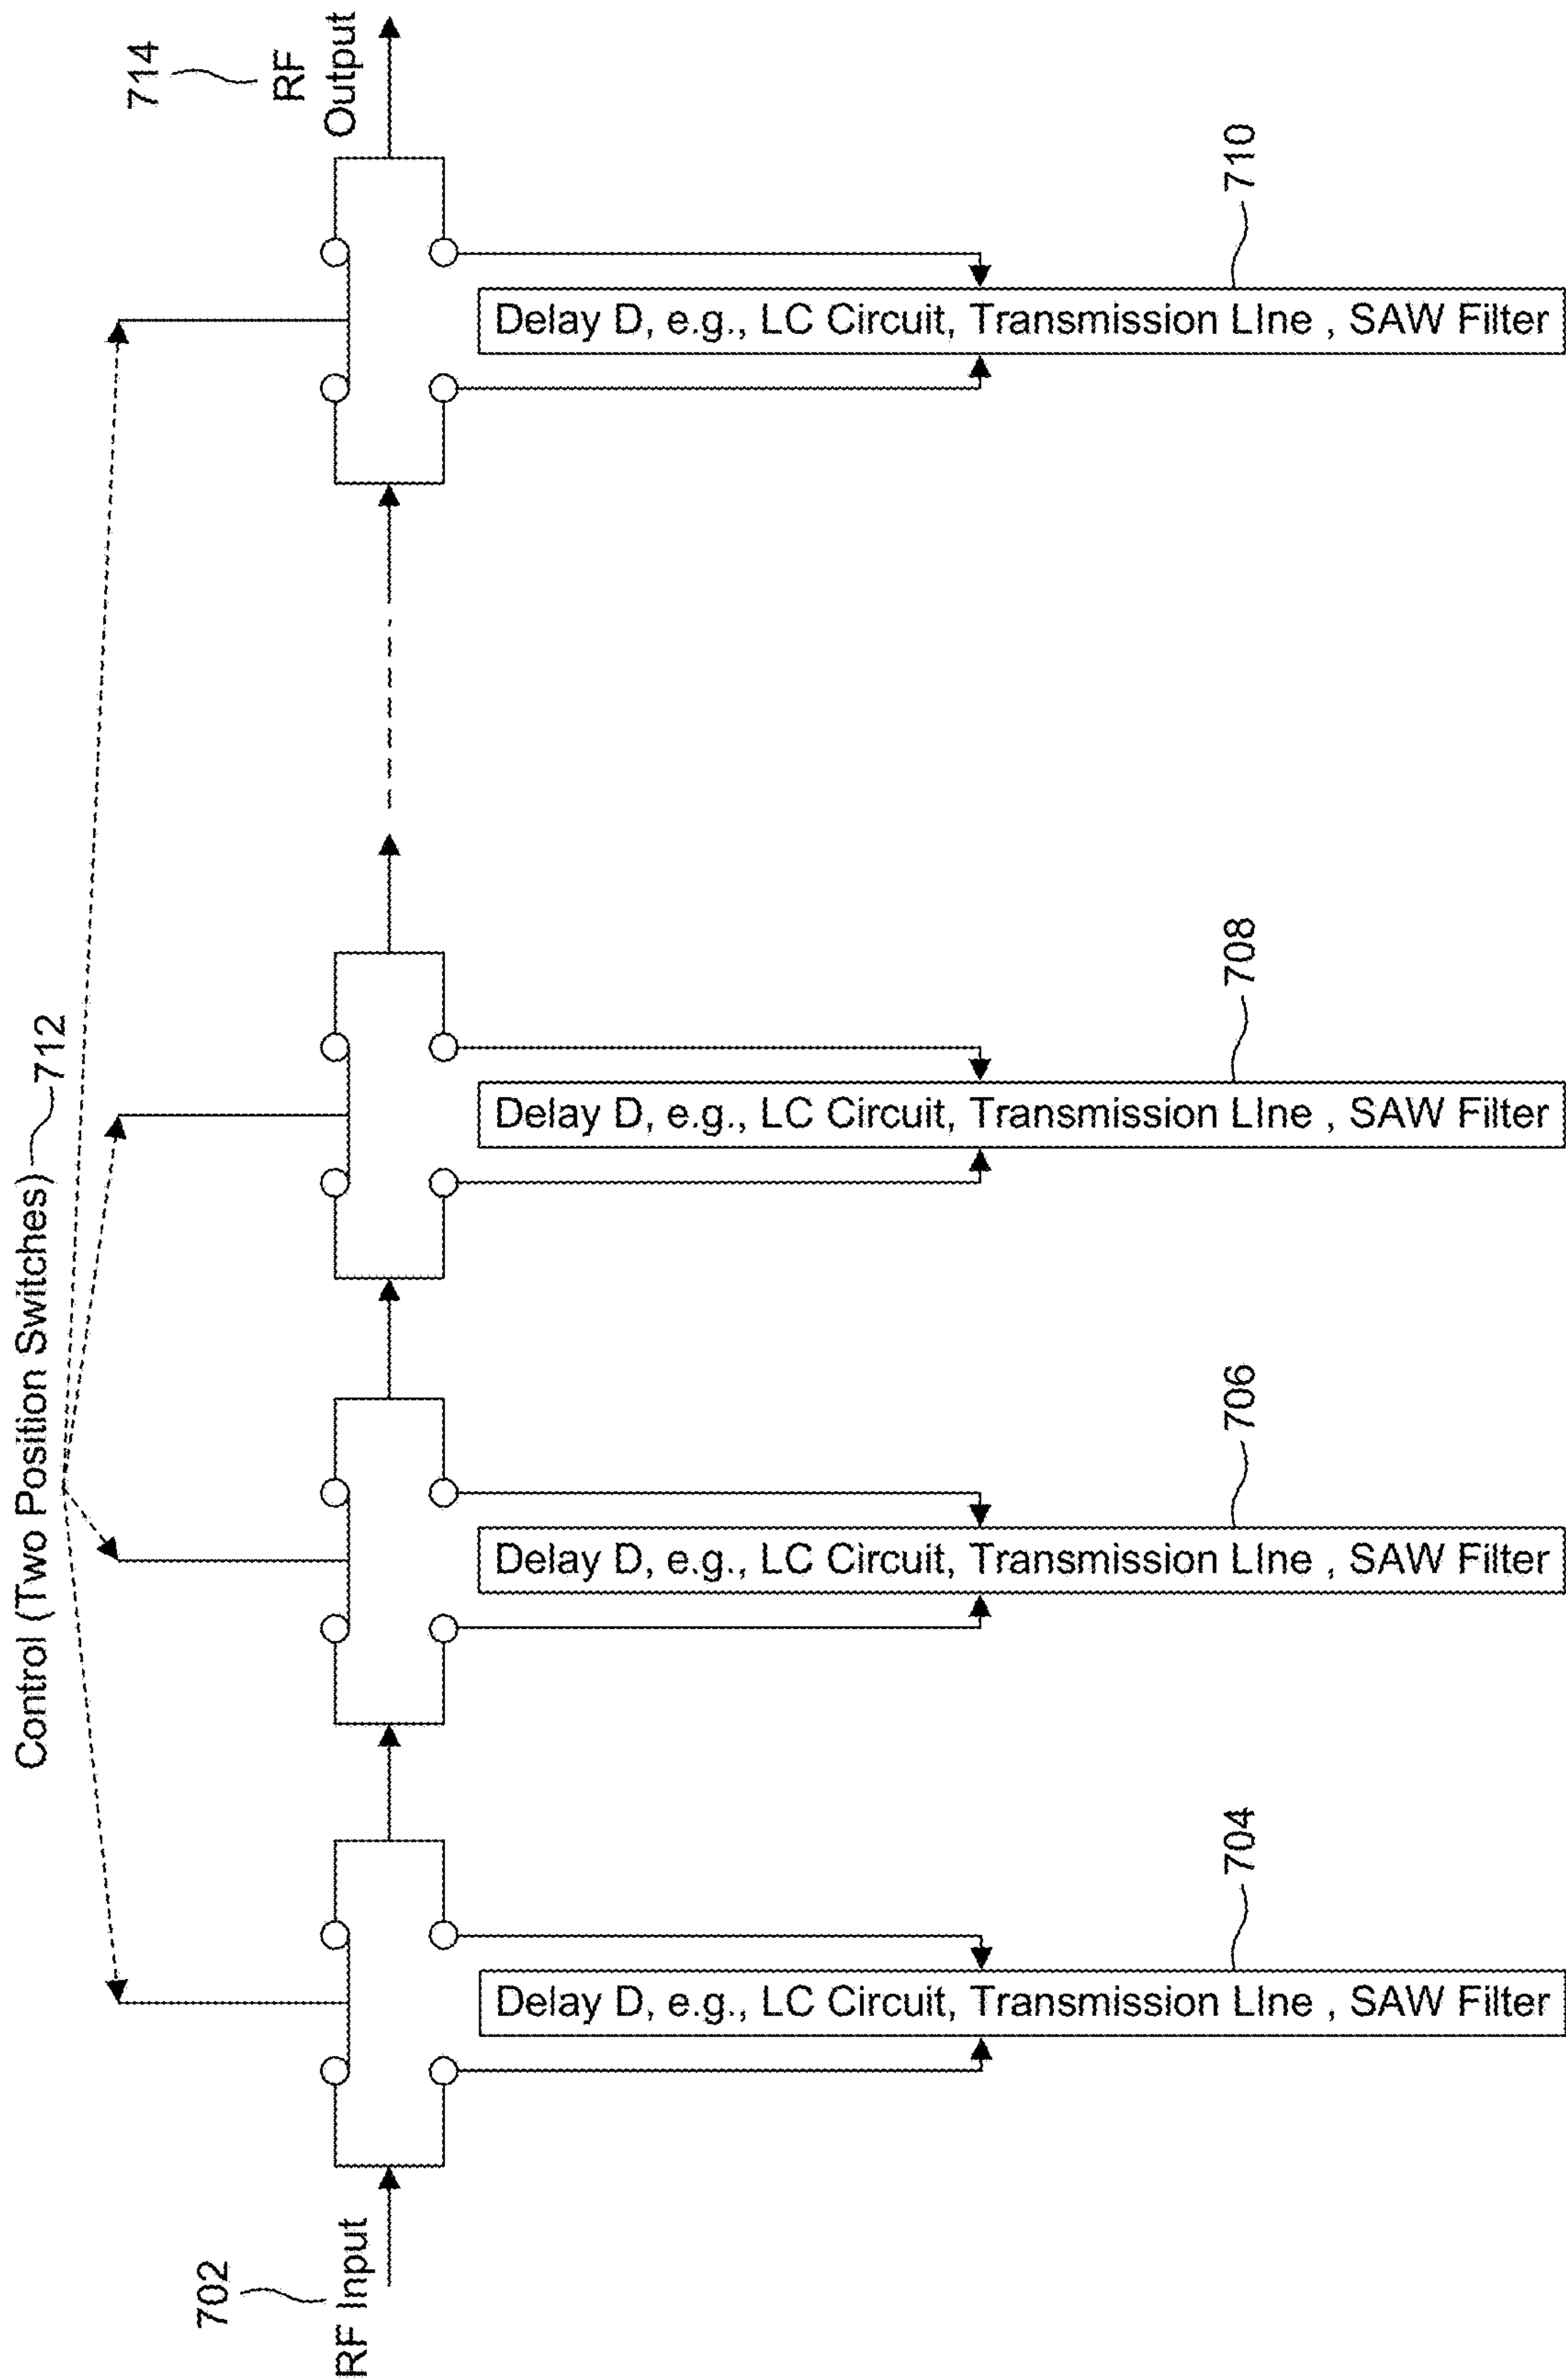 Control (Two Position Switches) 712
702
RF Input
714
RF
Output
Delay D, e.g., LC Circuit, Transmission LIne , SAW Filter
704
Delay D, e.g., LC Circuit, Transmission LIne , SAW Filter
706
Delay D, e.g., LC Circuit, Transmission LIne , SAW Filter
708
Delay D, e.g., LC Circuit, Transmission LIne , SAW Filter
710